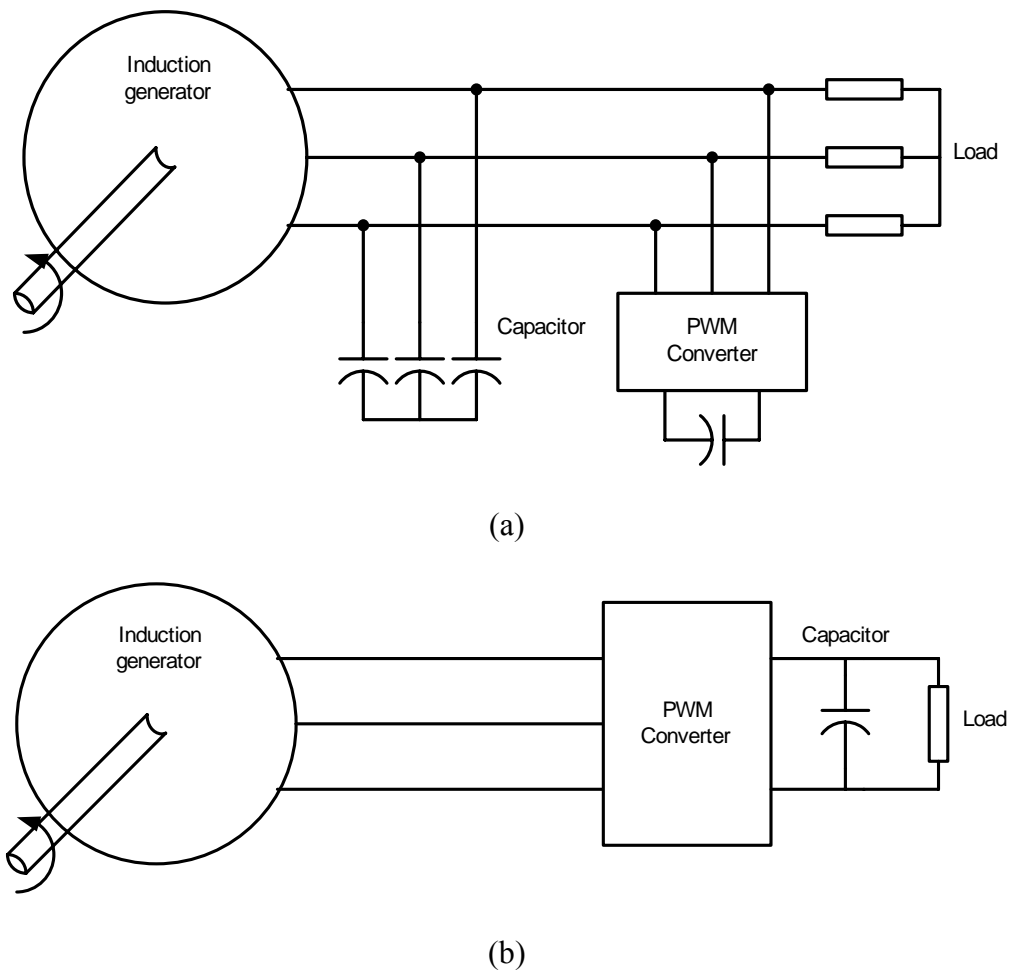 Induction
generator
Load
Capacitor
PWM
Converter
(a)
Induction
generator
Capacitor
PWM
Converter
Load
(b)